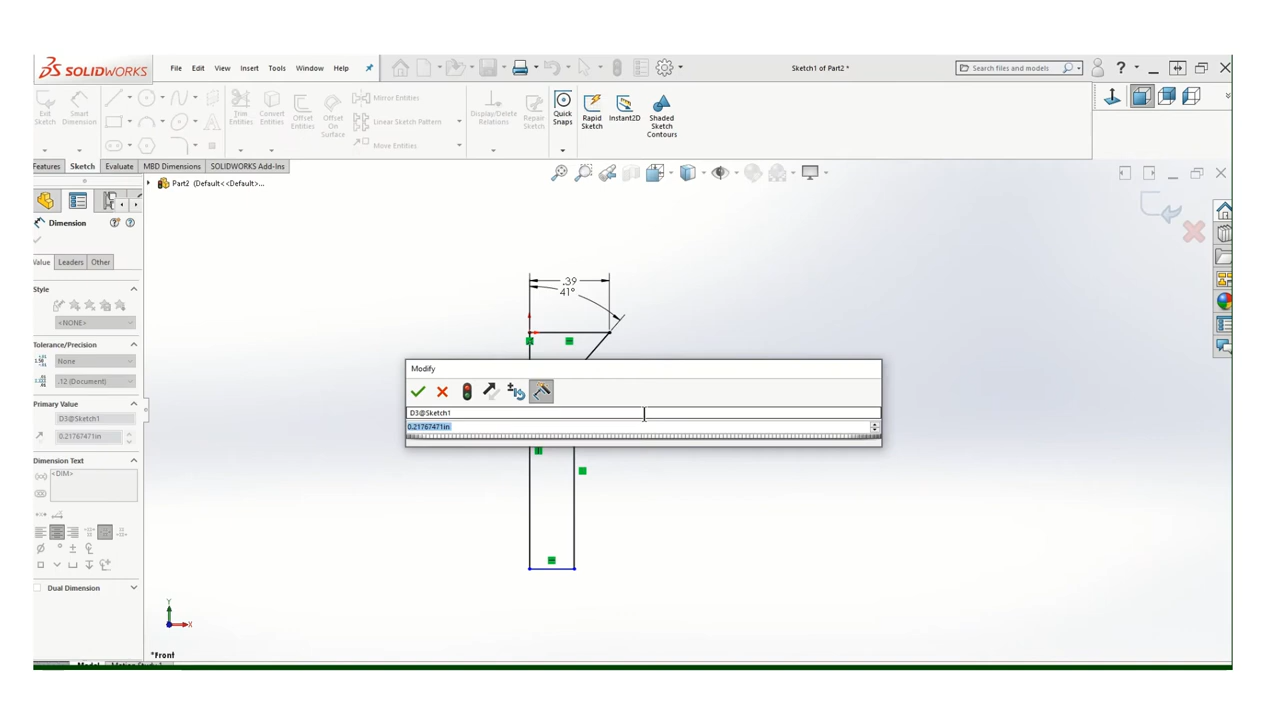 SOLIDWORKS File Edit View Insert Tools Window Help Sketch1 of Part2 * Search files and models ?
Exit Sketch
Smart Dimension
Trim Entities
Convert Entities
Offset Entities
Offset On Surface
Mirror Entities
Linear Sketch Pattern
Move Entities
Display/Delete Relations
Repair Sketch
Quick Snaps
Rapid Sketch
Instant2D
Shaded Sketch Contours
Features Sketch Evaluate MBD Dimensions SOLIDWORKS Add-Ins
Part2 (Default<<Default>...
Dimension
Value Leaders Other
Style
<NONE>
Tolerance/Precision
None
.12 (Document)
Primary Value
D3@Sketch1
0.21767471in
Dimension Text
<DIM>
Dual Dimension
.39
41°
Modify
D3@Sketch1
0.21767471in
Y
X
*Front
Model Motion Study 1